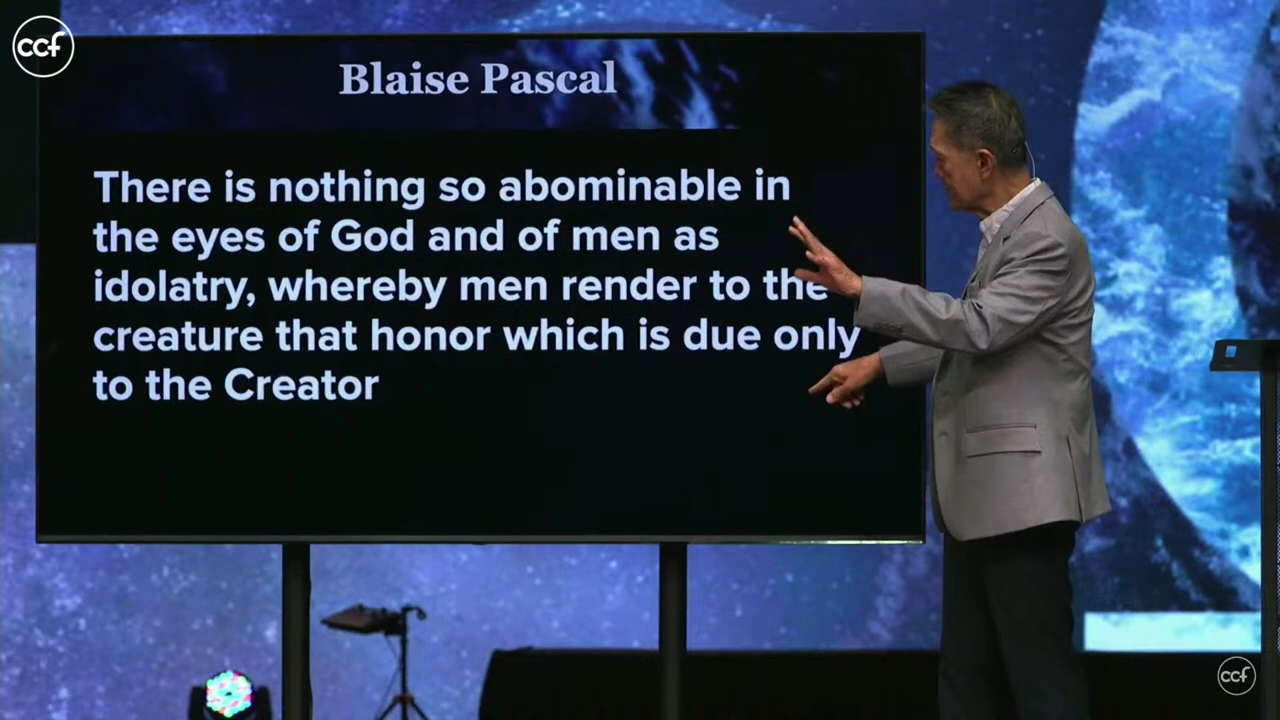 ccf
Blaise Pascal
There is nothing so abominable in
the eyes of God and of men as
idolatry, whereby men render to the
creature that honor which is due only
to the Creator
ccf